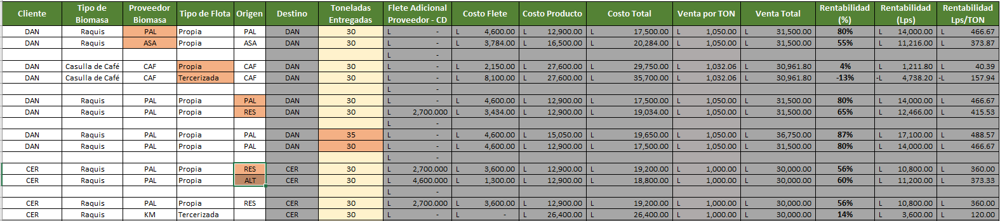 Cliente Tipo de Biomasa Proveedor Biomasa Tipo de Flota Origen Destino Toneladas Entregadas Flete Adicional Proveedor - CD Costo Flete Costo Producto Costo Total Venta por TON Venta Total Rentabilidad (%) Rentabilidad (Lps) Rentabilidad Lps/TON
DAN Raquis PAL Propia PAL DAN 30 L - L 4,600.00 L 12,900.00 L 17,500.00 L 1,050.00 L 31,500.00 80% L 14,000.00 L 466.67
DAN Raquis ASA Propia ASA DAN 30 L - L 3,784.00 L 16,500.00 L 20,284.00 L 1,050.00 L 31,500.00 55% L 11,216.00 L 373.87
L -
DAN Casulla de Café CAF Propia CAF DAN 30 L - L 2,150.00 L 27,600.00 L 29,750.00 L 1,032.06 L 30,961.80 4% L 1,211.80 L 40.39
DAN Casulla de Café CAF Tercerizada CAF DAN 30 L - L 8,100.00 L 27,600.00 L 35,700.00 L 1,032.06 L 30,961.80 -13% -L 4,738.20 -L 157.94
L -
DAN Raquis PAL Propia PAL DAN 30 L - L 4,600.00 L 12,900.00 L 17,500.00 L 1,050.00 L 31,500.00 80% L 14,000.00 L 466.67
DAN Raquis PAL Propia RES DAN 30 L 2,700.000 L 3,434.00 L 12,900.00 L 19,034.00 L 1,050.00 L 31,500.00 65% L 12,466.00 L 415.53
L -
DAN Raquis PAL Propia PAL DAN 35 L - L 4,600.00 L 15,050.00 L 19,650.00 L 1,050.00 L 36,750.00 87% L 17,100.00 L 488.57
DAN Raquis PAL Propia PAL DAN 30 L - L 4,600.00 L 12,900.00 L 17,500.00 L 1,050.00 L 31,500.00 80% L 14,000.00 L 466.67
L -
CER Raquis PAL Propia RES CER 30 L 2,700.000 L 3,600.00 L 12,900.00 L 19,200.00 L 1,000.00 L 30,000.00 56% L 10,800.00 L 360.00
CER Raquis PAL Propia ALT CER 30 L 4,600.000 L 1,300.00 L 12,900.00 L 18,800.00 L 1,000.00 L 30,000.00 60% L 11,200.00 L 373.33
L -
CER Raquis PAL Propia RES CER 30 L 2,700.000 L 3,600.00 L 12,900.00 L 19,200.00 L 1,000.00 L 30,000.00 56% L 10,800.00 L 360.00
CER Raquis KM Tercerizada CER 30 L - L - L 26,400.00 L 26,400.00 L 1,000.00 L 30,000.00 14% L 3,600.00 L 120.00